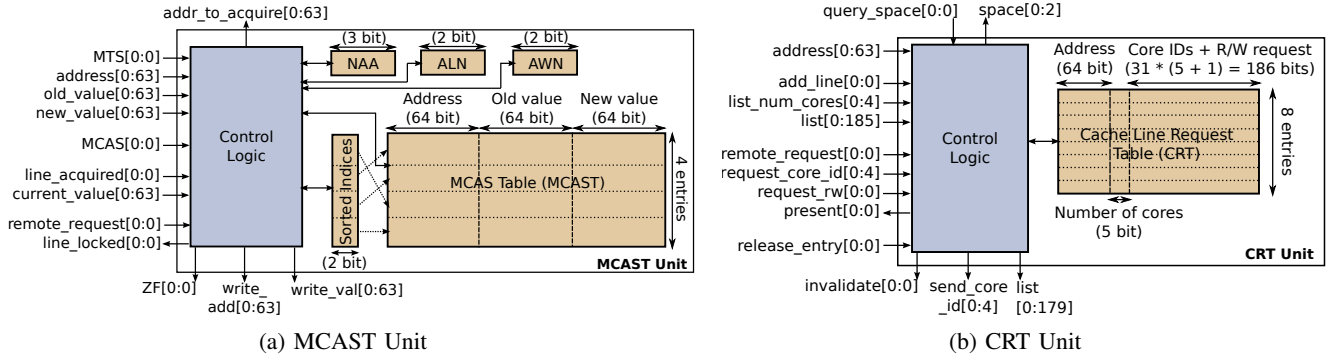 addr_to_acquire[0:63]
MTS[0:0]
address[0:63]
old_value[0:63]
new_value[0:63]
MCAS[0:0]
line_acquired[0:0]
current_value[0:63]
remote_request[0:0]
line_locked[0:0]
Control
Logic
(3 bit)
NAA
(2 bit)
ALN
(2 bit)
AWN
Address
(64 bit)
Old value
(64 bit)
New value
(64 bit)
Sorted Indices
(2 bit)
MCAS Table (MCAST)
4 entries
MCAST Unit
ZF[0:0]
write_
add[0:63]
write_val[0:63]
(a) MCAST Unit
query_space[0:0]
space[0:2]
address[0:63]
add_line[0:0]
list_num_cores[0:4]
list[0:185]
remote_request[0:0]
request_core_id[0:4]
request_rw[0:0]
present[0:0]
release_entry[0:0]
Control
Logic
Address
(64 bit)
Core IDs + R/W request
(31 * (5 + 1) = 186 bits)
Cache Line Request
Table (CRT)
8 entries
Number of cores
(5 bit)
CRT Unit
invalidate[0:0]
send_core
_id[0:4]
list
[0:179]
(b) CRT Unit